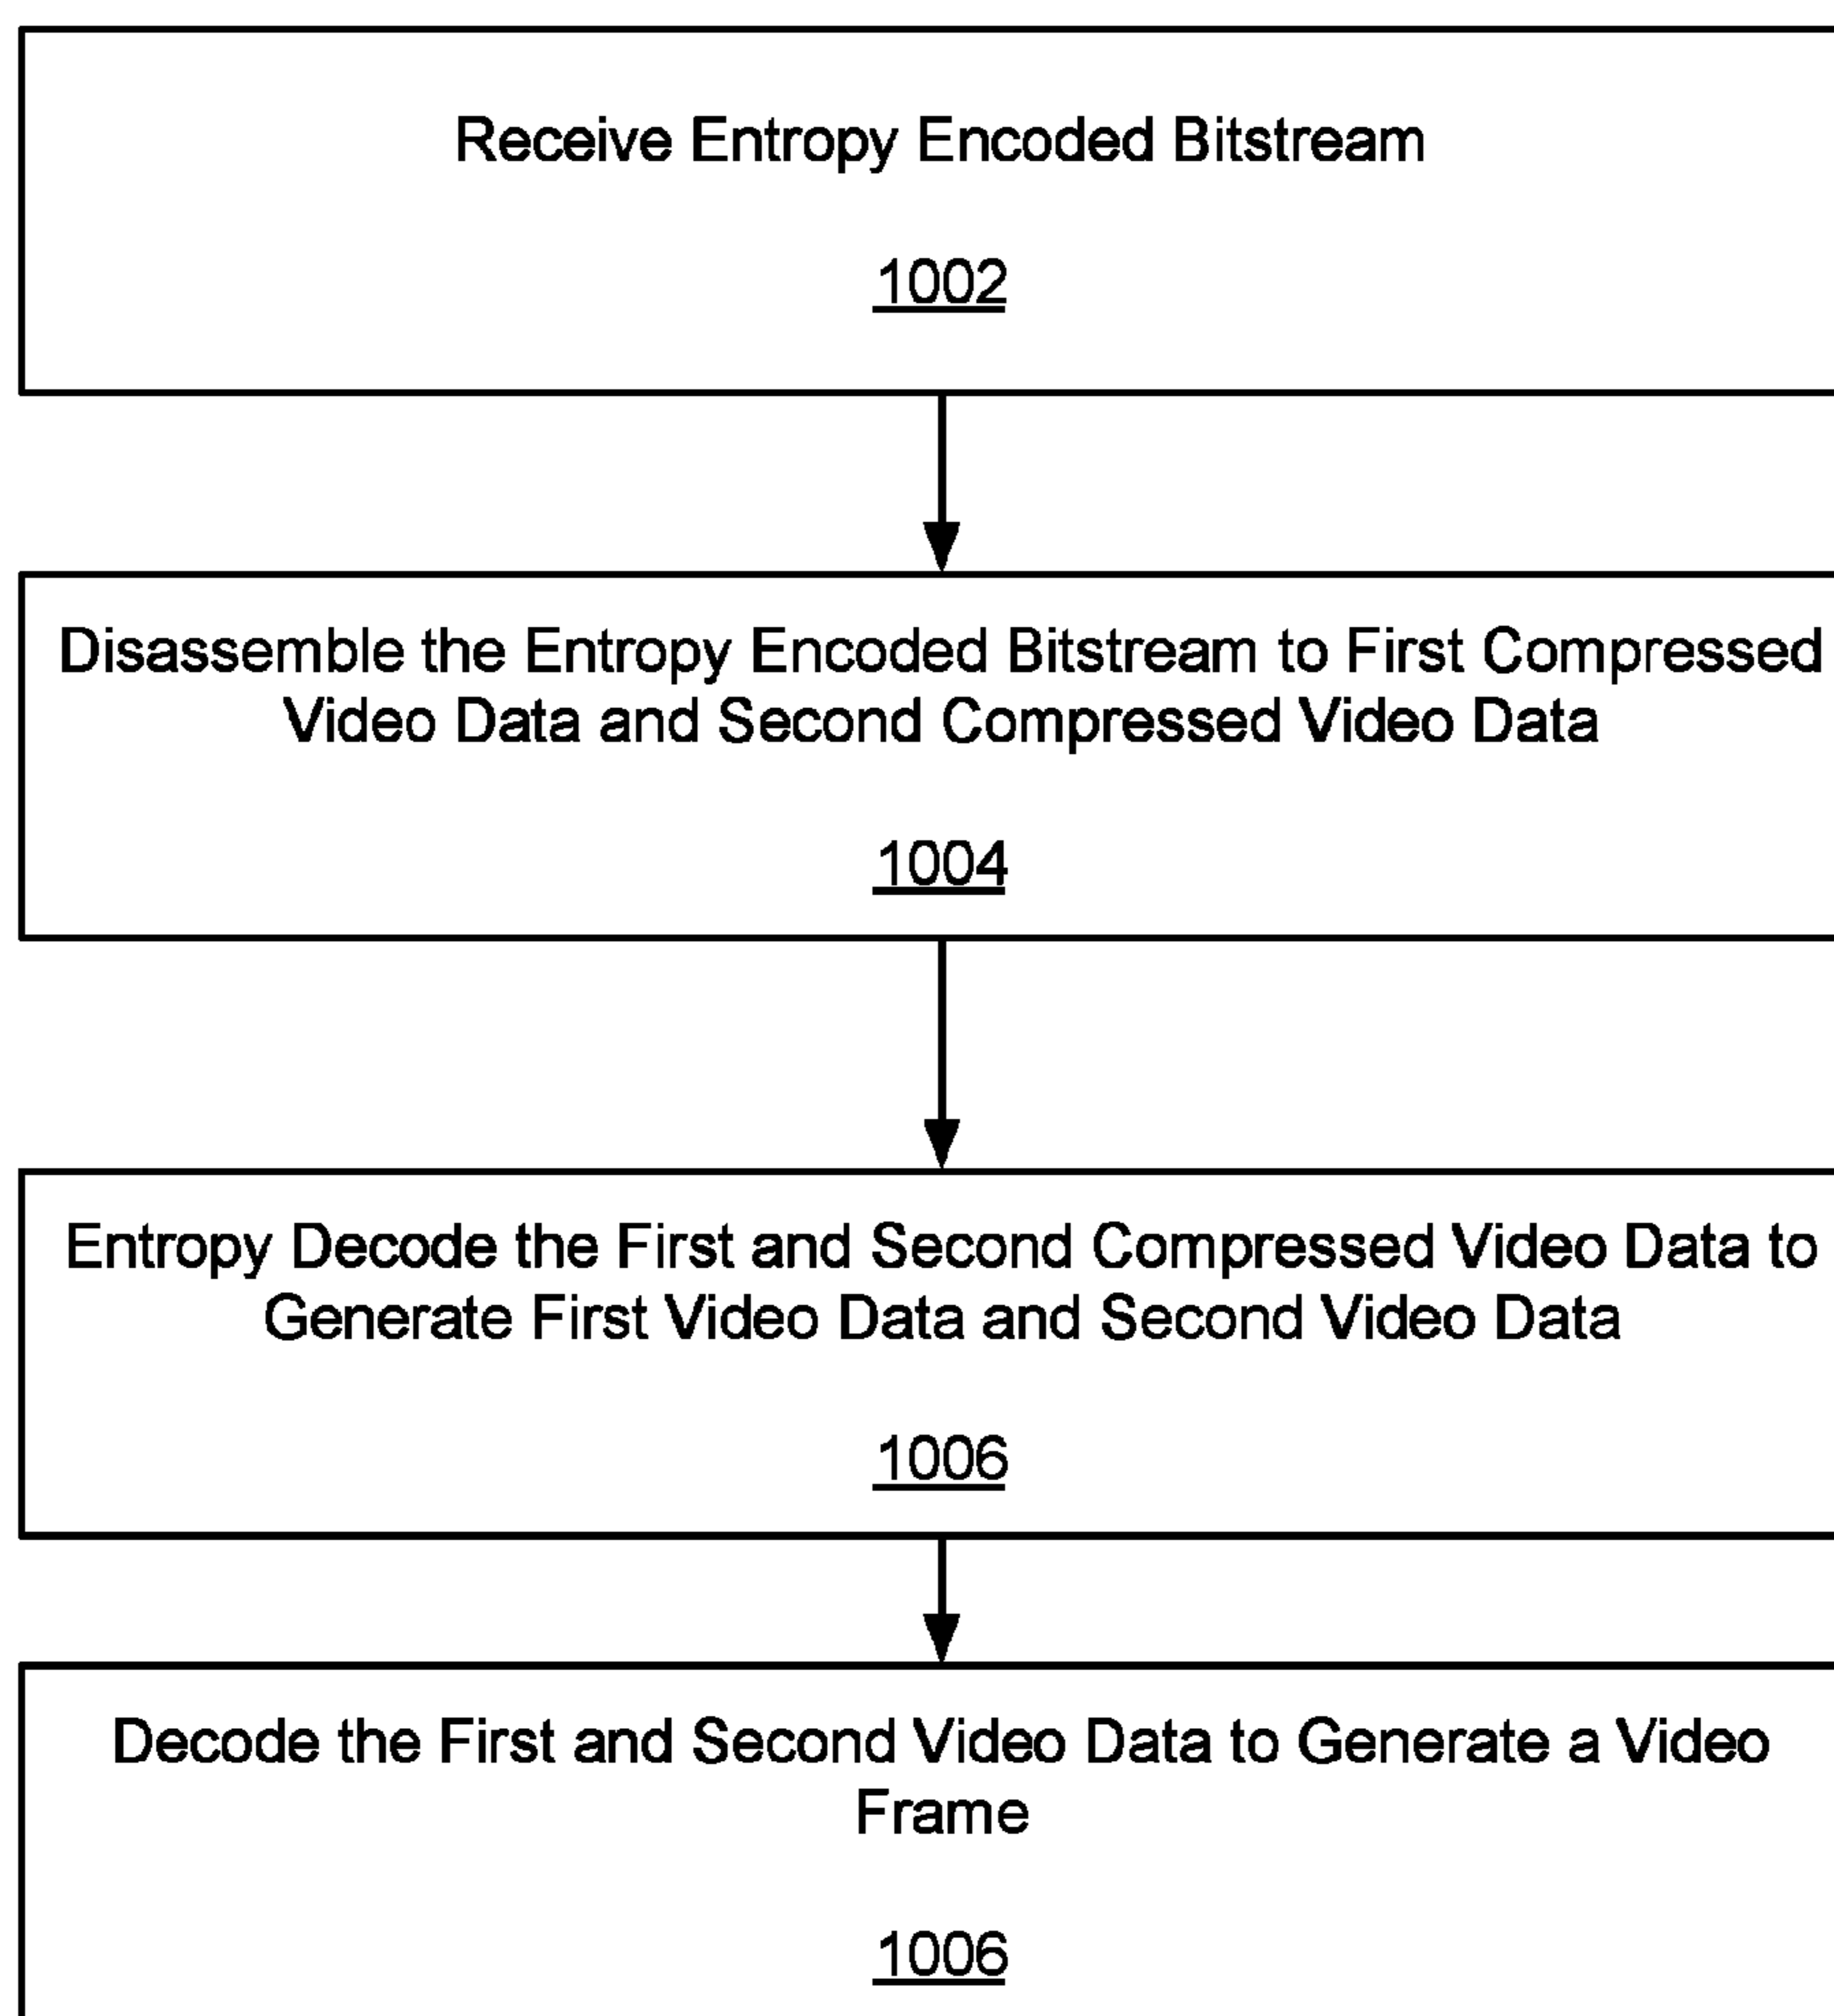 Receive Entropy Encoded Bitstream
1002
Disassemble the Entropy Encoded Bitstream to First Compressed
Video Data and Second Compressed Video Data
1004
Entropy Decode the First and Second Compressed Video Data to
Generate First Video Data and Second Video Data
1006
Decode the First and Second Video Data to Generate a Video
Frame
1006